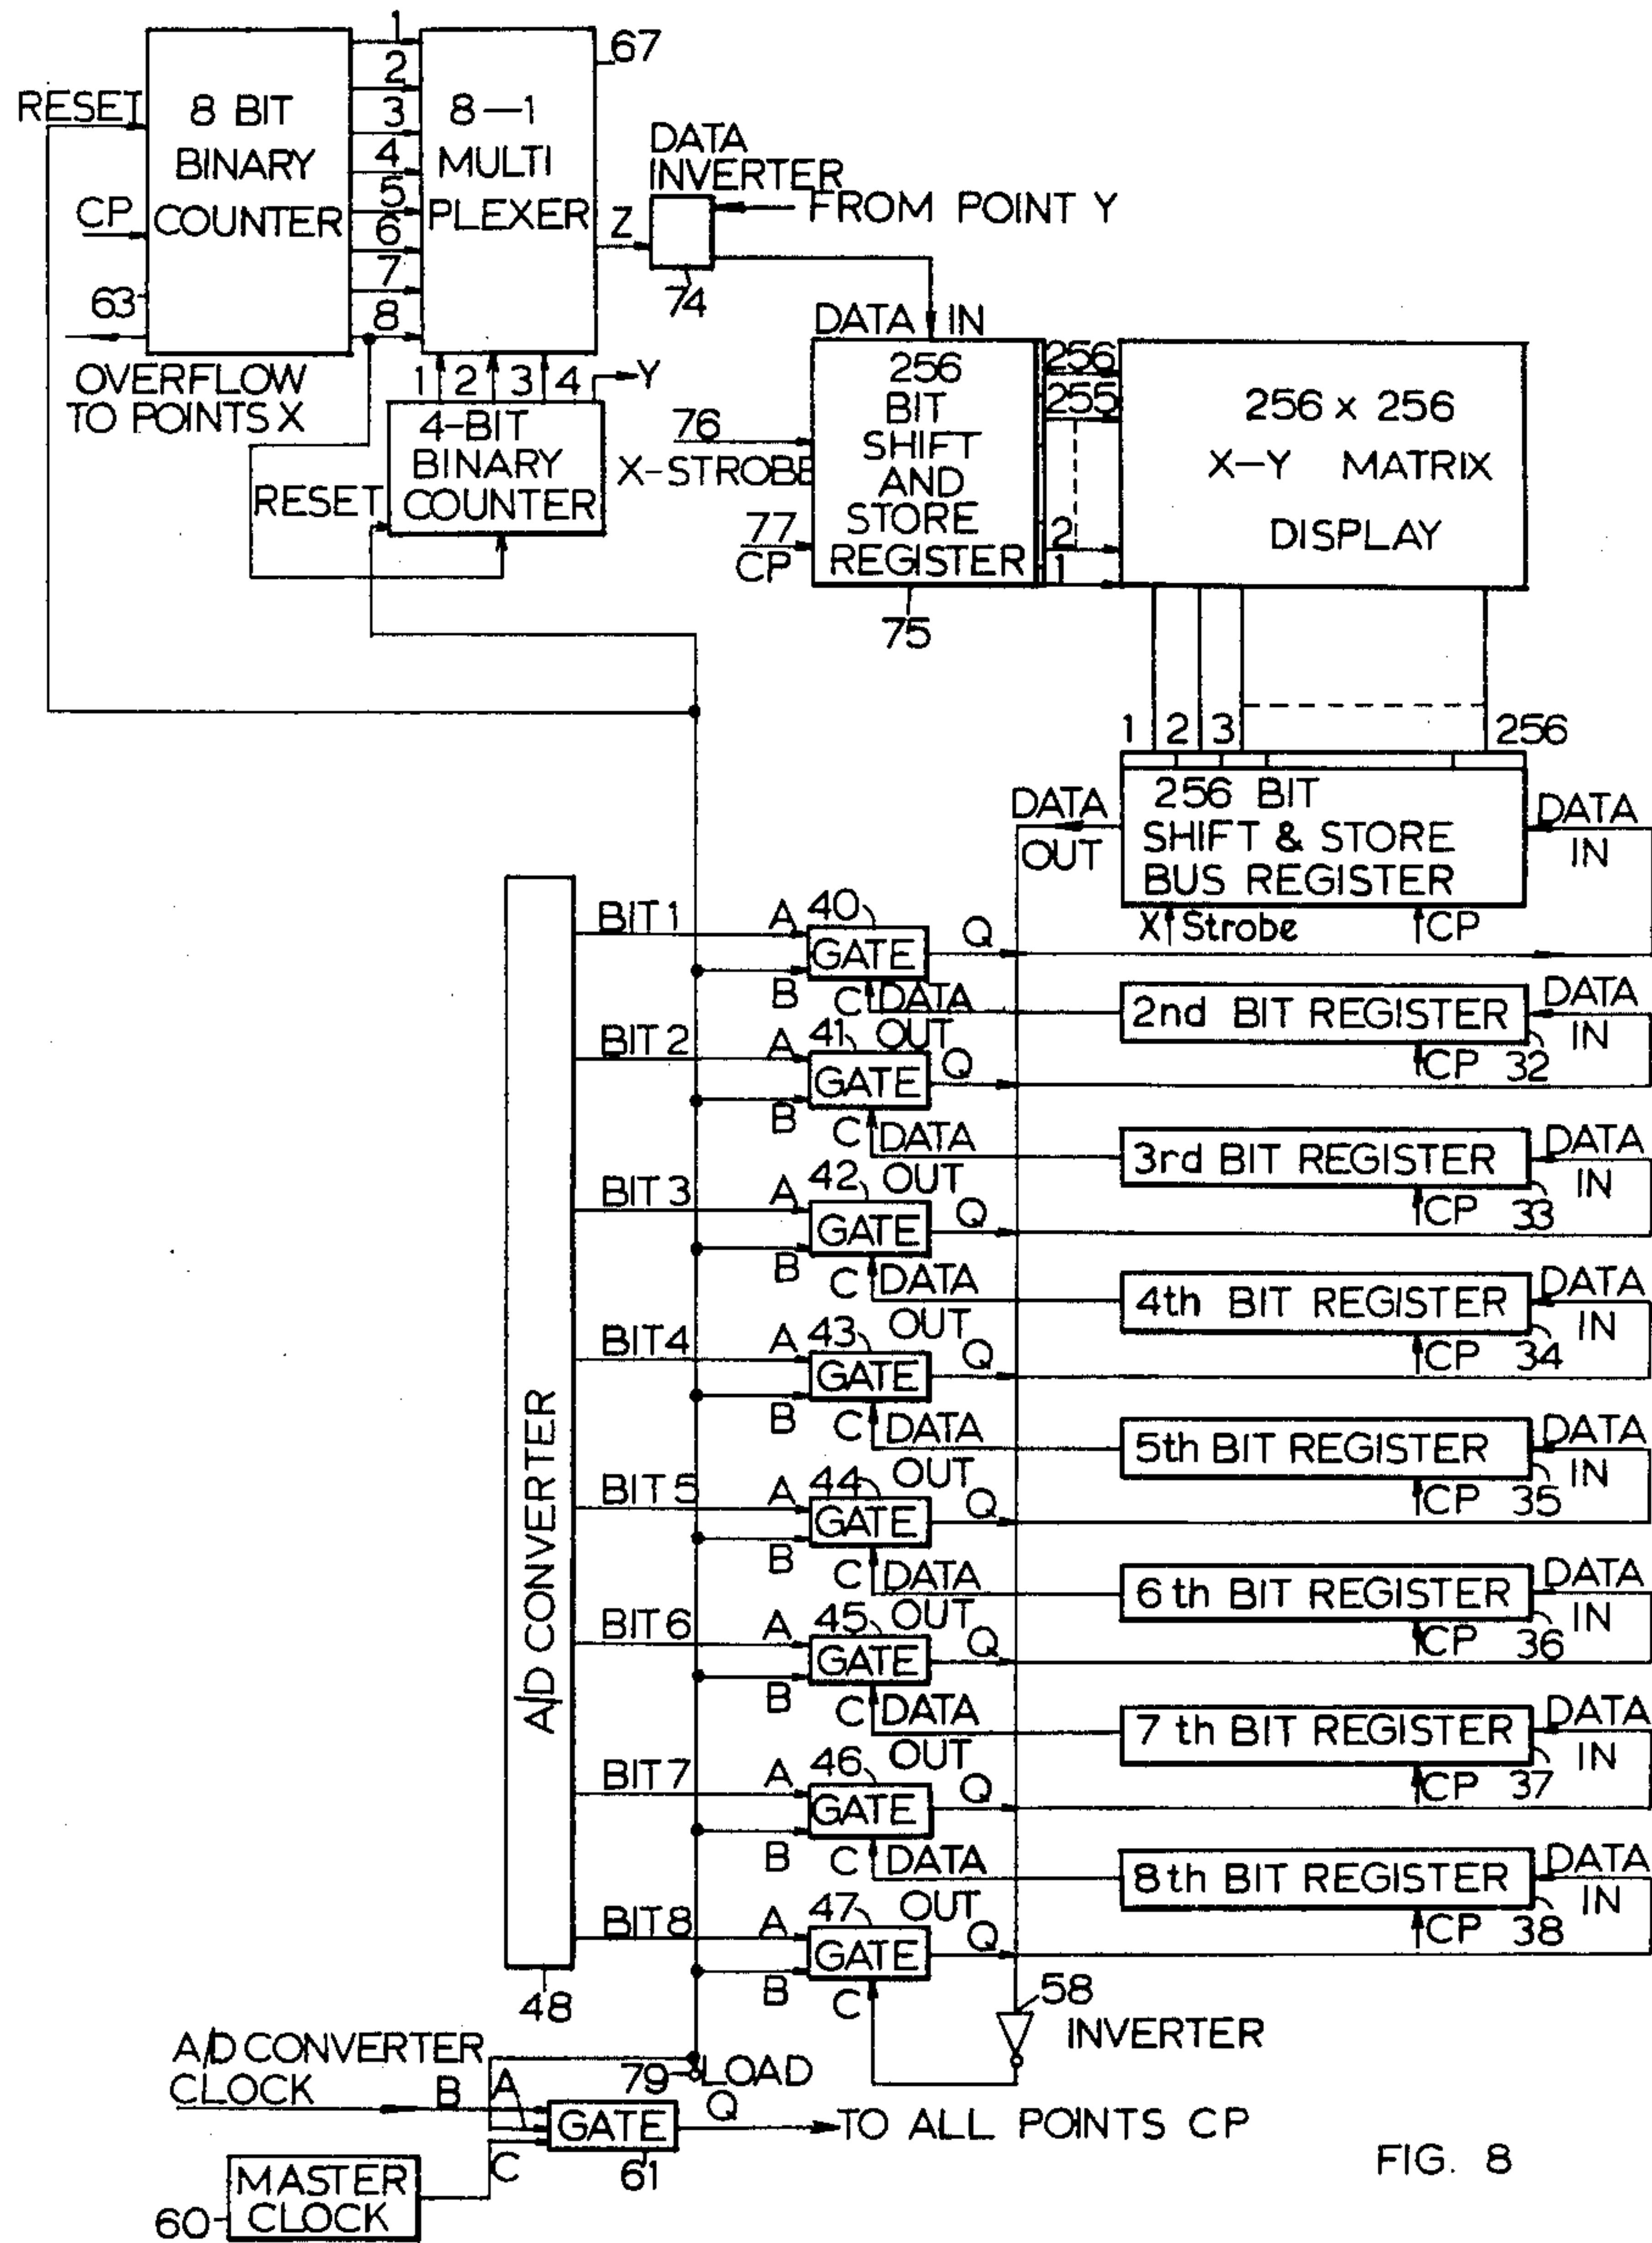 1
2
3
4
5
6
7
8
67
RESET
8 BIT
BINARY
COUNTER
CP
63
8—1
MULTI
PLEXER
Z
DATA
INVERTER
FROM POINT Y
74
OVERFLOW
TO POINTS X
1 2 3 4
Y
4-BIT
BINARY
COUNTER
RESET
DATA IN
256
BIT
SHIFT
AND
STORE
REGISTER
76
X-STROBE
77
CP
75
256
255
2
1
256 x 256
X-Y MATRIX
DISPLAY
1 2 3 256
256 BIT
SHIFT & STORE
BUS REGISTER
DATA
OUT
DATA
IN
X Strobe CP
A/D CONVERTER
48
BIT 1 A 40
GATE Q
B C DATA
OUT
2nd BIT REGISTER
DATA
IN
CP 32
BIT 2 A 41
GATE Q
B C DATA
OUT
3rd BIT REGISTER
DATA
IN
CP 33
BIT 3 A 42
GATE Q
B C DATA
OUT
4th BIT REGISTER
DATA
IN
CP 34
BIT 4 A 43
GATE Q
B C DATA
OUT
5th BIT REGISTER
DATA
IN
CP 35
BIT 5 A 44
GATE Q
B C DATA
OUT
6th BIT REGISTER
DATA
IN
CP 36
BIT 6 A 45
GATE Q
B C DATA
OUT
7th BIT REGISTER
DATA
IN
CP 37
BIT 7 A 46
GATE Q
B C DATA
OUT
8th BIT REGISTER
DATA
IN
CP 38
BIT 8 A 47
GATE Q
B C
58
INVERTER
79 LOAD
A/D CONVERTER
CLOCK B A
C
GATE Q
61
TO ALL POINTS CP
MASTER
CLOCK
60
FIG. 8